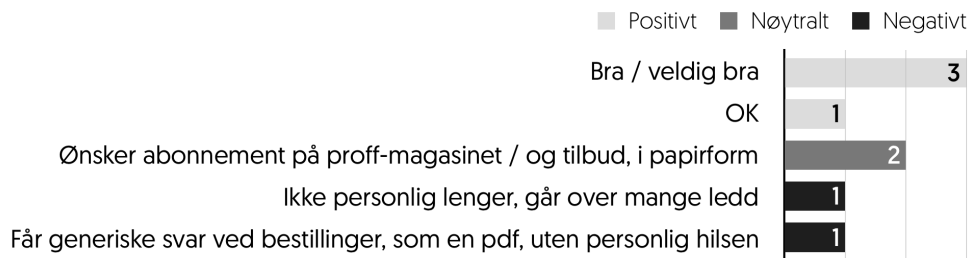 Positivt Nøytralt Negativt
Bra / veldig bra 3
OK 1
Ønsker abonnement på proff-magasinet / og tilbud, i papirform 2
Ikke personlig lenger, går over mange ledd 1
Får generiske svar ved bestillinger, som en pdf, uten personlig hilsen 1